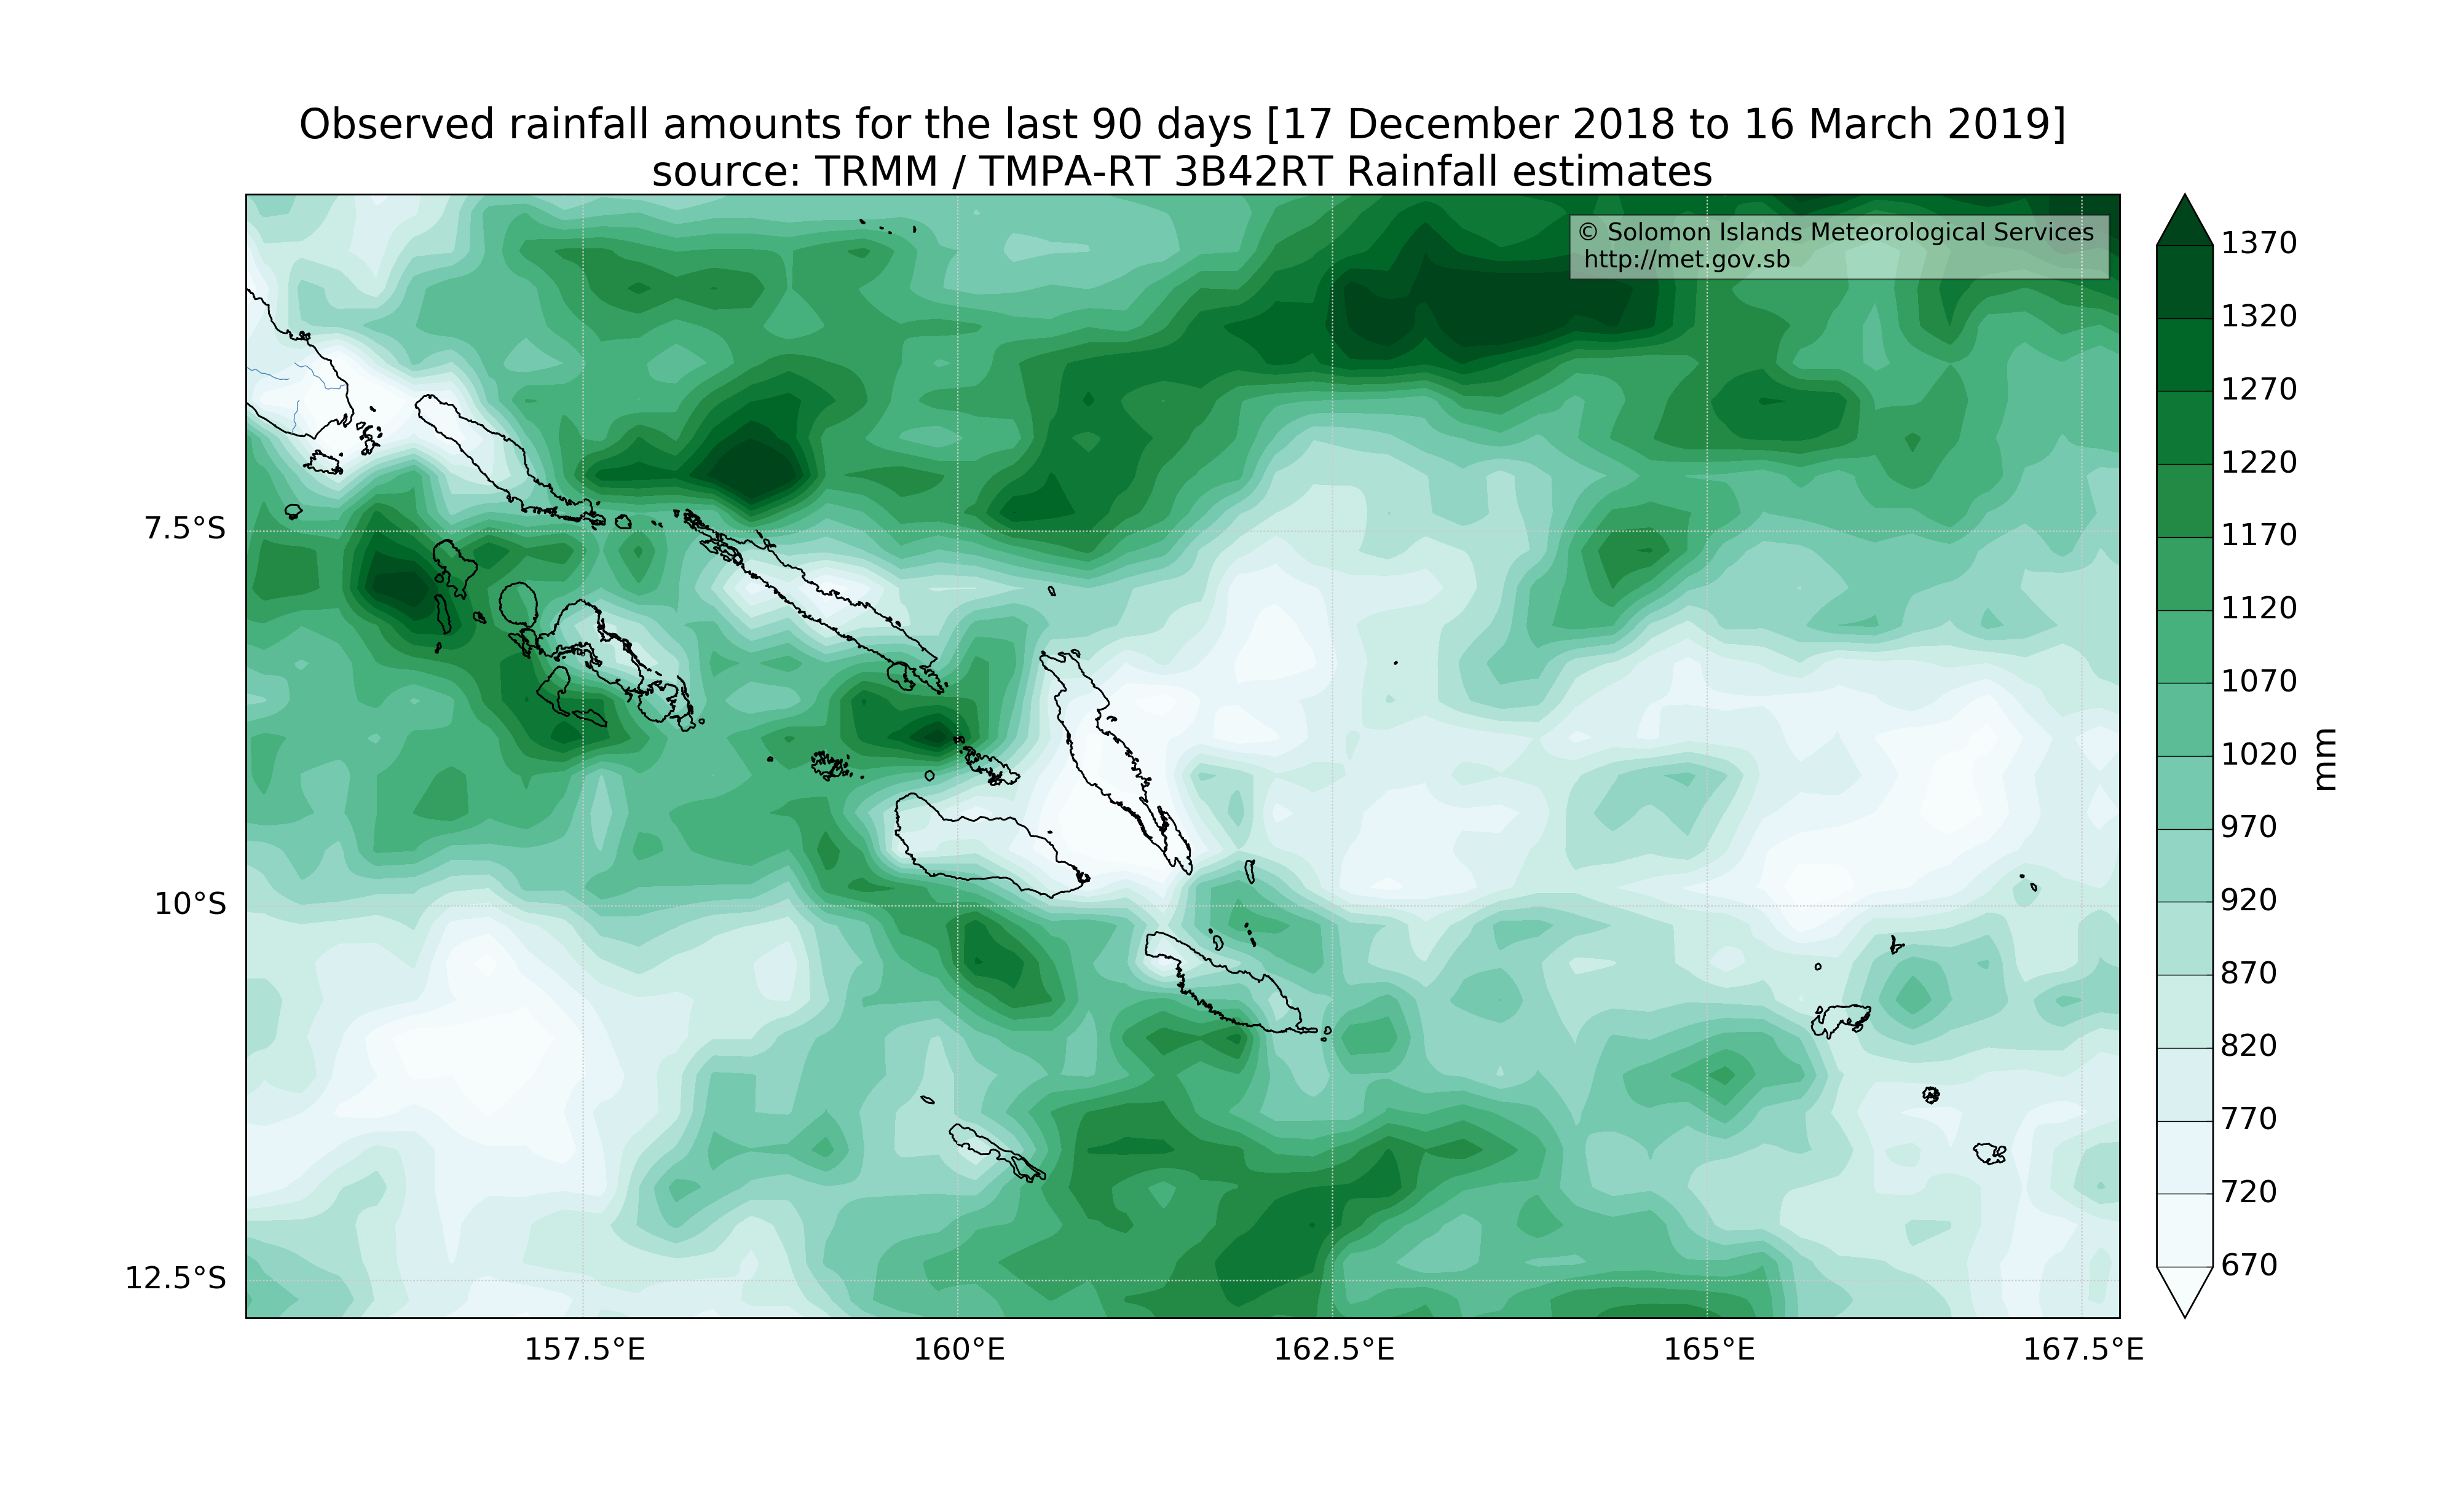 Observed rainfall amounts for the last 90 days [17 December 2018 to 16 March 2019]
source: TRMM / TMPA-RT 3B42RT Rainfall estimates
© Solomon Islands Meteorological Services
http://met.gov.sb
7.5°S
10°S
12.5°S
157.5°E
160°E
162.5°E
165°E
167.5°E
1370
1320
1270
1220
1170
1120
1070
1020
970
920
870
820
770
720
670
mm